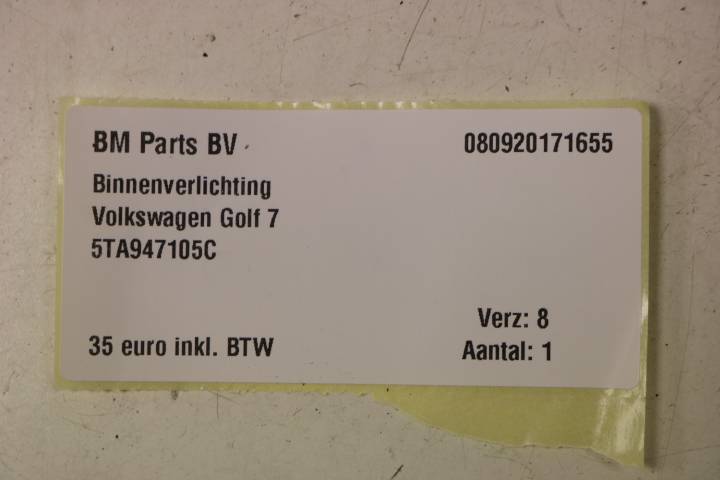 BM Parts BV
080920171655
Binnenverlichting
Volkswagen Golf 7
5TA947105C
Verz: 8
35 euro inkl. BTW
Aantal: 1